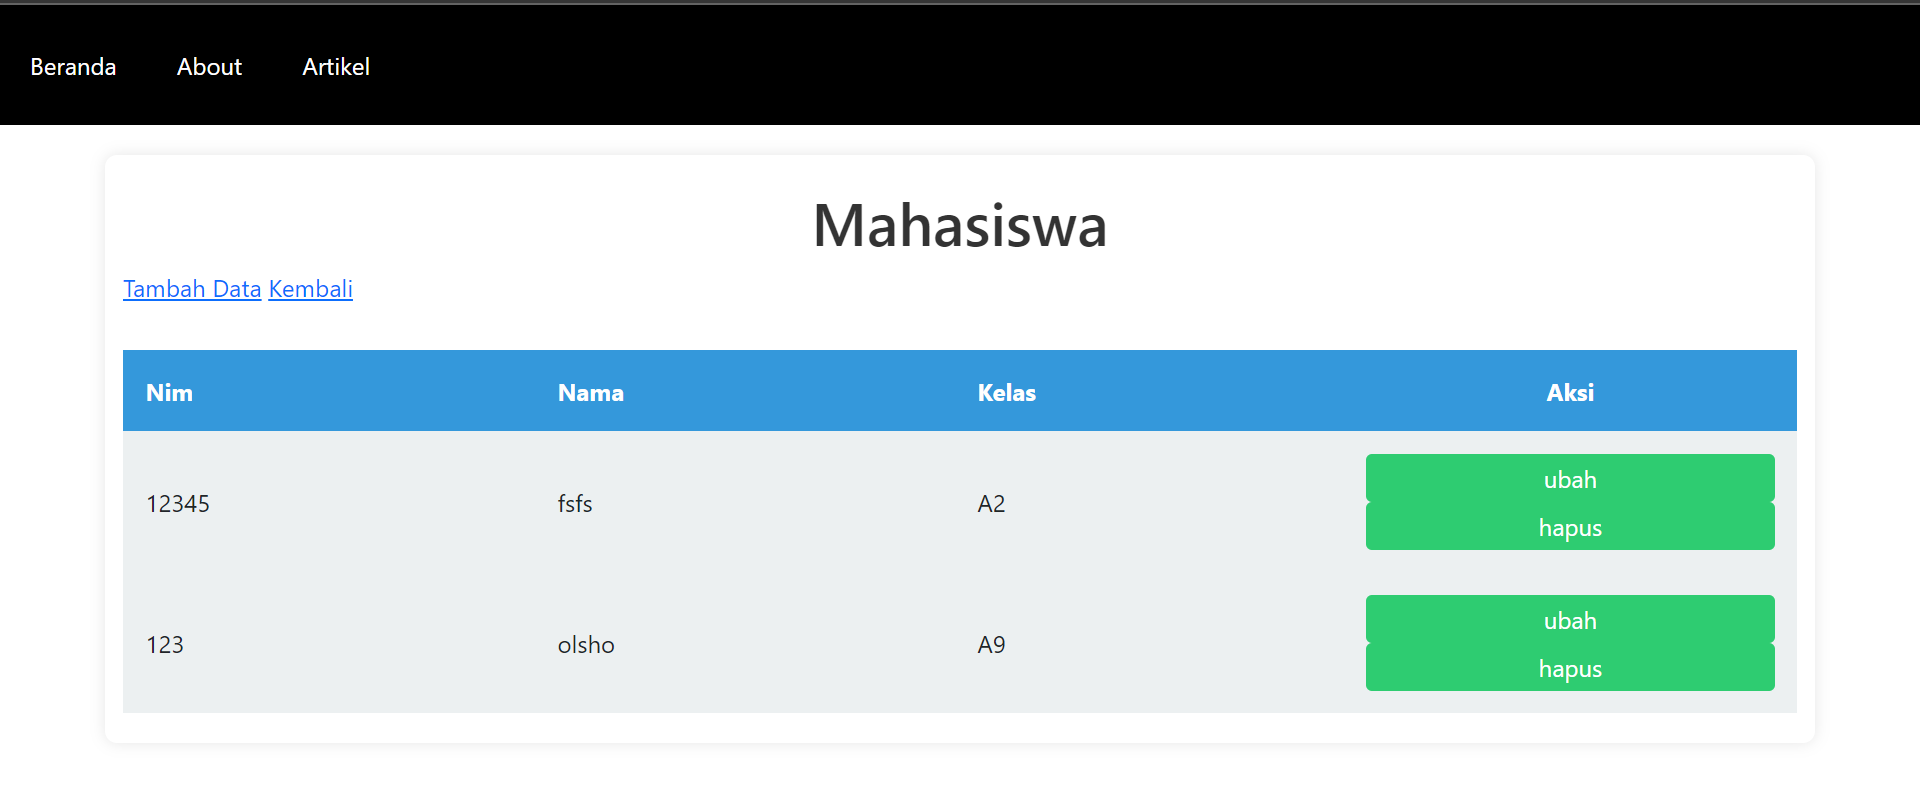 Beranda About Artikel
Mahasiswa
Tambah Data Kembali
Nim Nama Kelas Aksi
12345 fsfs A2 ubah
hapus
123 olsho A9 ubah
hapus